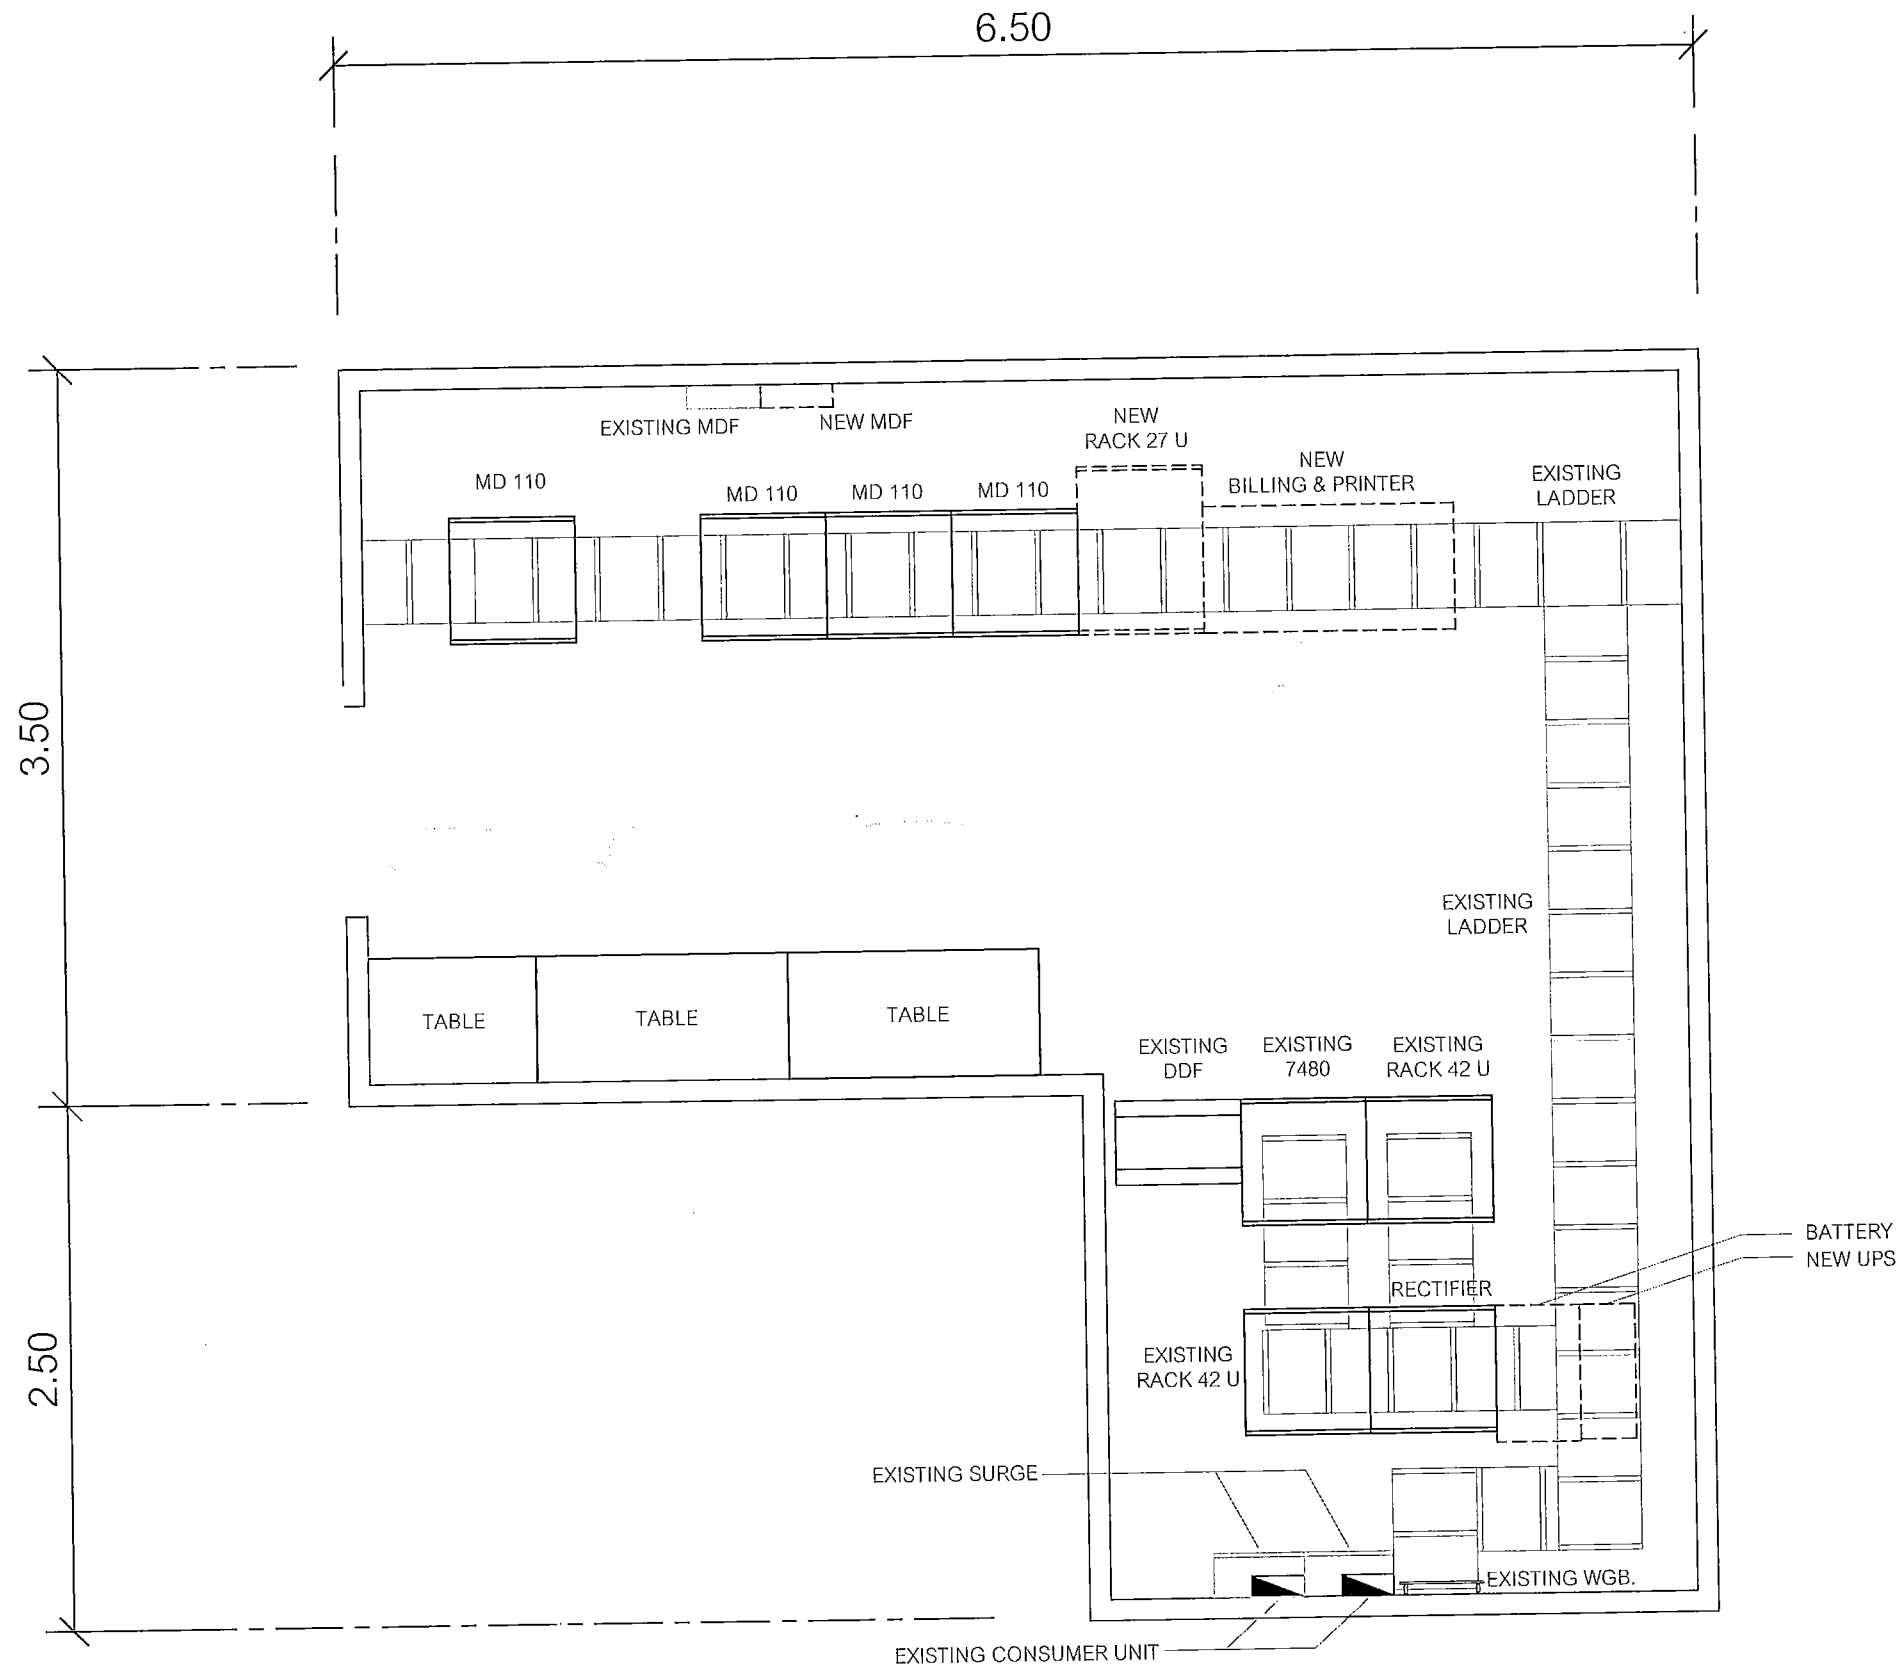 6.50
EXISTING MDF
NEW MDF
NEW
RACK 27 U
NEW
BILLING & PRINTER
EXISTING
LADDER
MD 110
MD 110
MD 110
MD 110
3.50
EXISTING
LADDER
TABLE
TABLE
TABLE
EXISTING
DDF
EXISTING
7480
EXISTING
RACK 42 U
BATTERY
NEW UPS
RECTIFIER
2.50
EXISTING
RACK 42 U
EXISTING SURGE
EXISTING WGB.
EXISTING CONSUMER UNIT